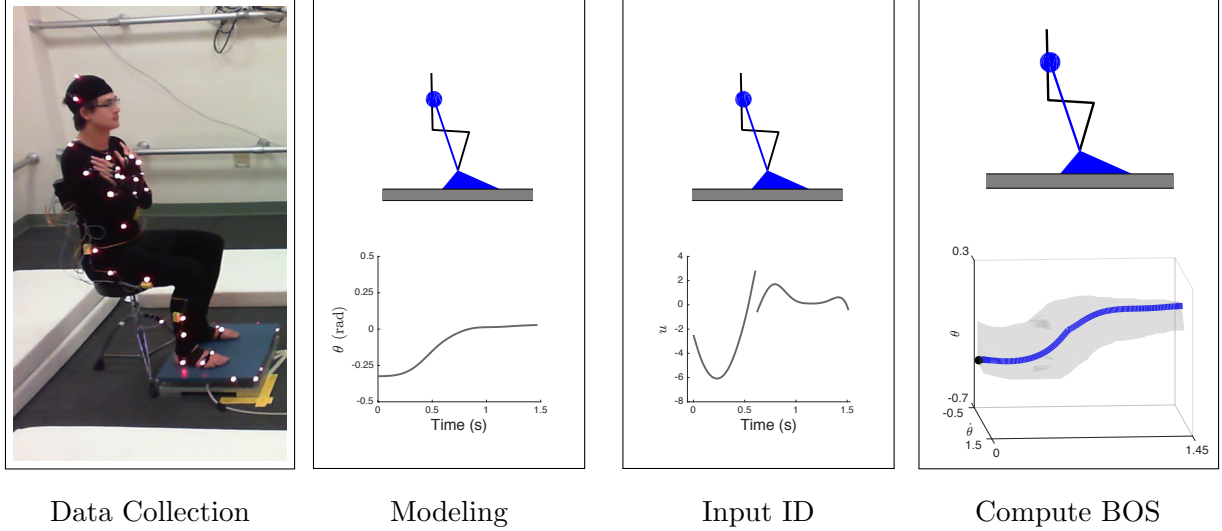 0.5
0.25
0
-0.25
-0.5
θ (rad)
0 0.5 1 1.5
Time (s)
4
2
0
-2
-4
-6
-8
u
0 0.5 1 1.5
Time (s)
0.3
θ
-0.7
-0.5
θ̇
1.5
0
1.45
Data Collection
Modeling
Input ID
Compute BOS